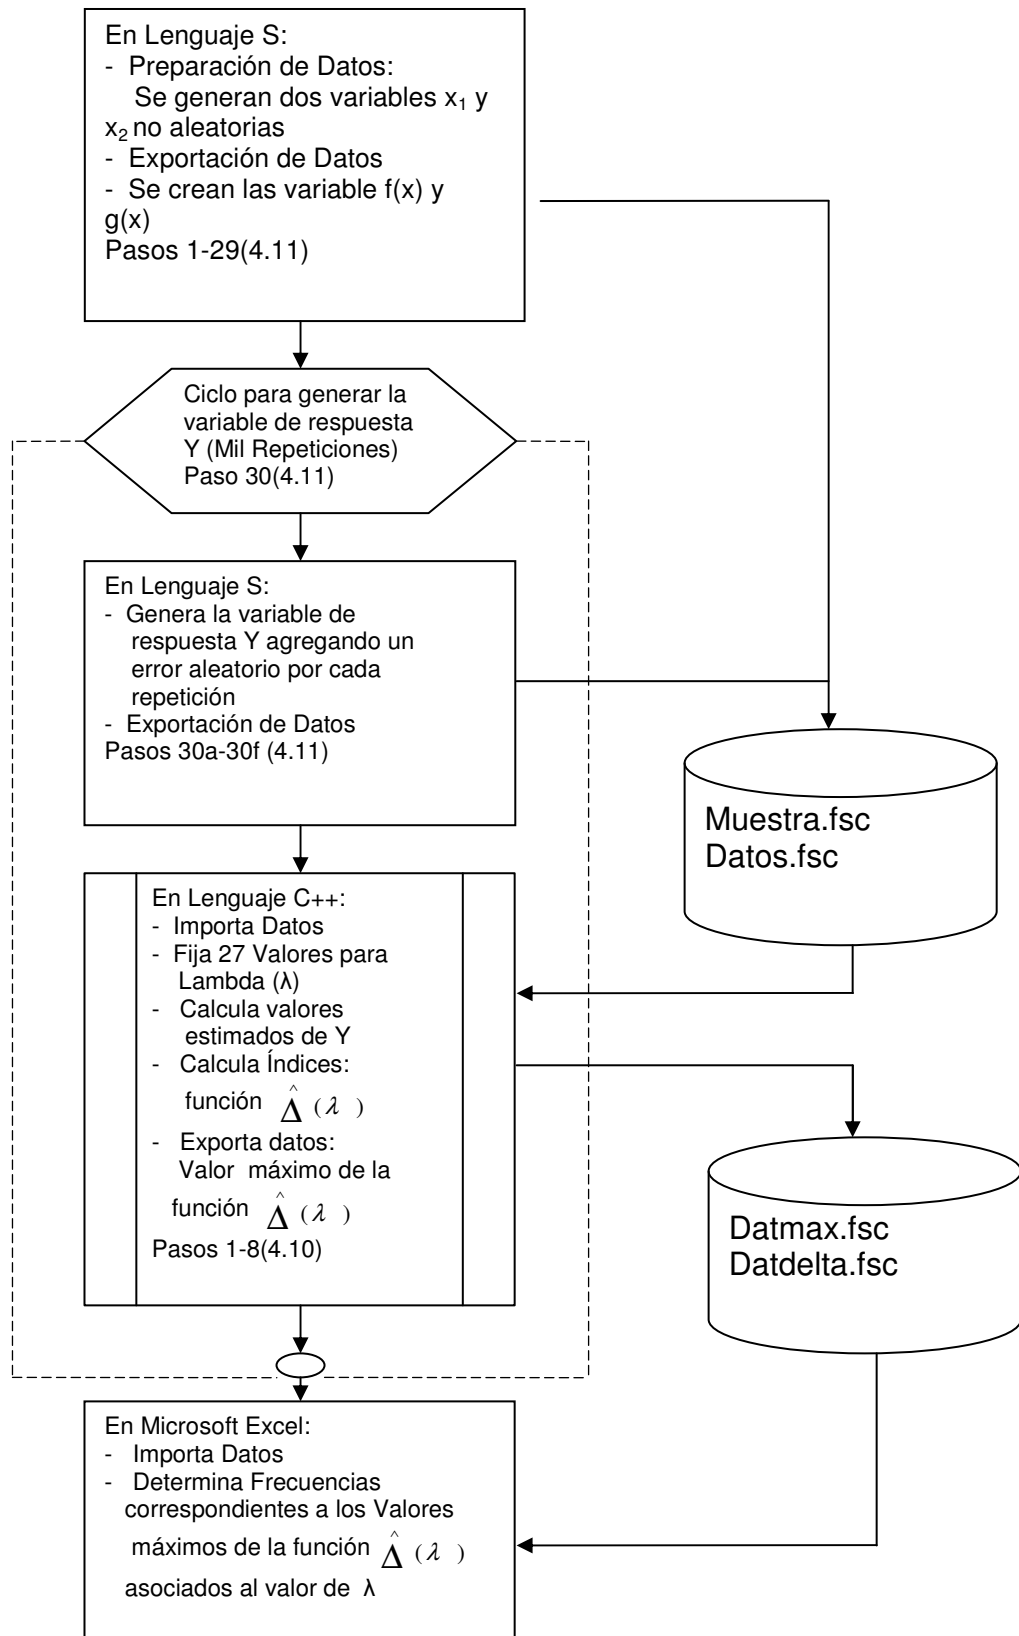 En Lenguaje S:
- Preparación de Datos:
Se generan dos variables x₁ y
x₂ no aleatorias
- Exportación de Datos
- Se crean las variable f(x) y
g(x)
Pasos 1-29(4.11)
Ciclo para generar la
variable de respuesta
Y (Mil Repeticiones)
Paso 30(4.11)
En Lenguaje S:
- Genera la variable de
respuesta Y agregando un
error aleatorio por cada
repetición
- Exportación de Datos
Pasos 30a-30f (4.11)
Muestra.fsc
Datos.fsc
En Lenguaje C++:
- Importa Datos
- Fija 27 Valores para
Lambda (λ)
- Calcula valores
estimados de Y
- Calcula Índices:
función Δ̂ (λ )
- Exporta datos:
Valor máximo de la
función Δ̂ (λ )
Pasos 1-8(4.10)
Datmax.fsc
Datdelta.fsc
En Microsoft Excel:
- Importa Datos
- Determina Frecuencias
correspondientes a los Valores
máximos de la función Δ̂ (λ )
asociados al valor de λ